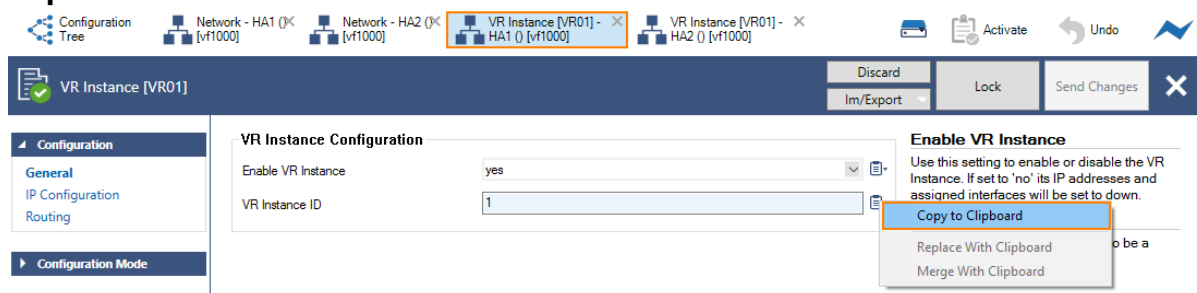 Configuration
Tree
Network - HA1 ()
[vf1000]
Network - HA2 ()
[vf1000]
VR Instance [VR01] -
HA1 () [vf1000]
VR Instance [VR01] -
HA2 () [vf1000]
Activate
Undo
VR Instance [VR01]
Discard
Im/Export
Lock
Send Changes
Configuration
General
IP Configuration
Routing
Configuration Mode
VR Instance Configuration
Enable VR Instance
yes
VR Instance ID
1
Enable VR Instance
Use this setting to enable or disable the VR
Instance. If set to 'no' its IP addresses and
assigned interfaces will be set to down.
Copy to Clipboard
Replace With Clipboard
Merge With Clipboard
to be a